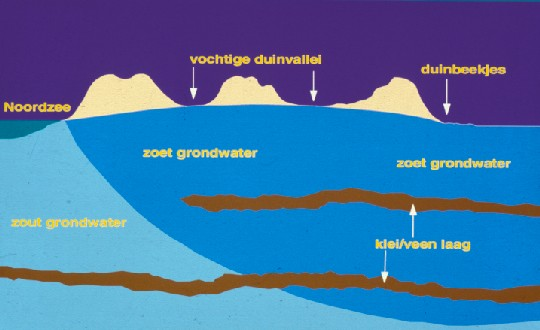 vochtige duinvallei
duinbeekjes
Noordzee
zoet grondwater
zoet grondwater
zout grondwater
klei/veen laag